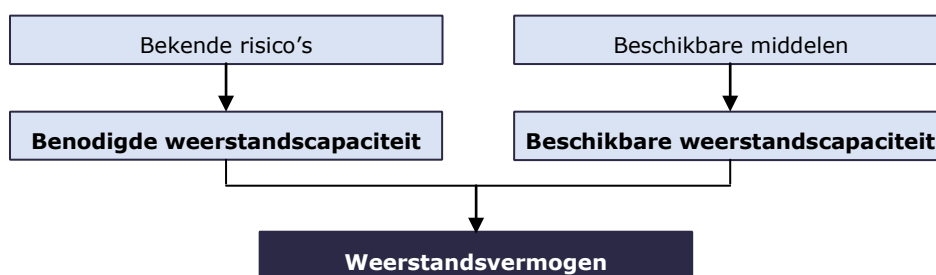 Bekende risico’s
Beschikbare middelen
Benodigde weerstandscapaciteit
Beschikbare weerstandscapaciteit
Weerstandsvermogen